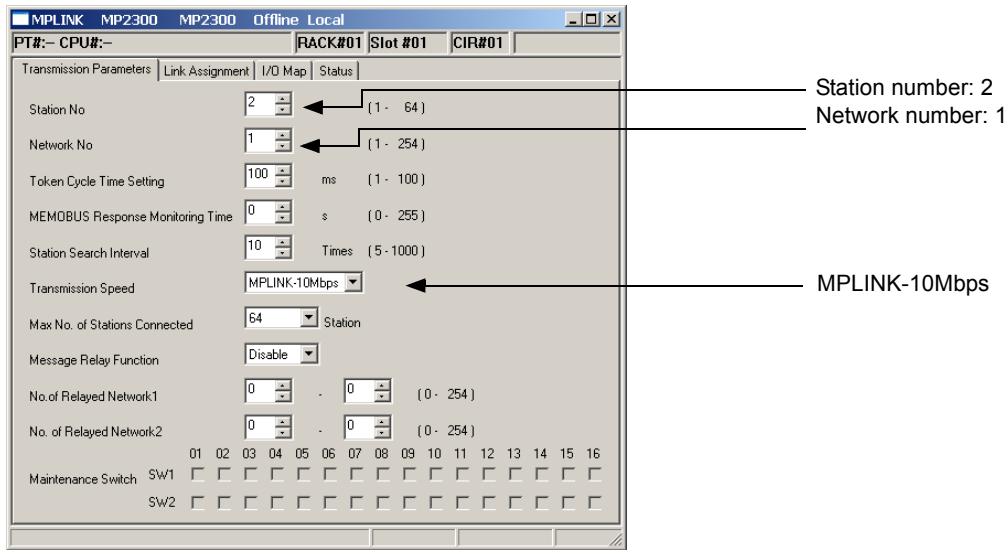 MPLINK MP2300 MP2300 Offline Local
PT#:– CPU#:– RACK#01 Slot #01 CIR#01
Transmission Parameters Link Assignment I/O Map Status
Station No 2 (1 - 64)
Station number: 2
Network No 1 (1 - 254)
Network number: 1
Token Cycle Time Setting 100 ms (1 - 100)
MEMOBUS Response Monitoring Time 0 s (0 - 255)
Station Search Interval 10 Times (5 - 1000)
Transmission Speed MPLINK-10Mbps
MPLINK-10Mbps
Max No. of Stations Connected 64 Station
Message Relay Function Disable
No.of Relayed Network1 0 - 0 (0 - 254)
No. of Relayed Network2 0 - 0 (0 - 254)
01 02 03 04 05 06 07 08 09 10 11 12 13 14 15 16
Maintenance Switch SW1
SW2